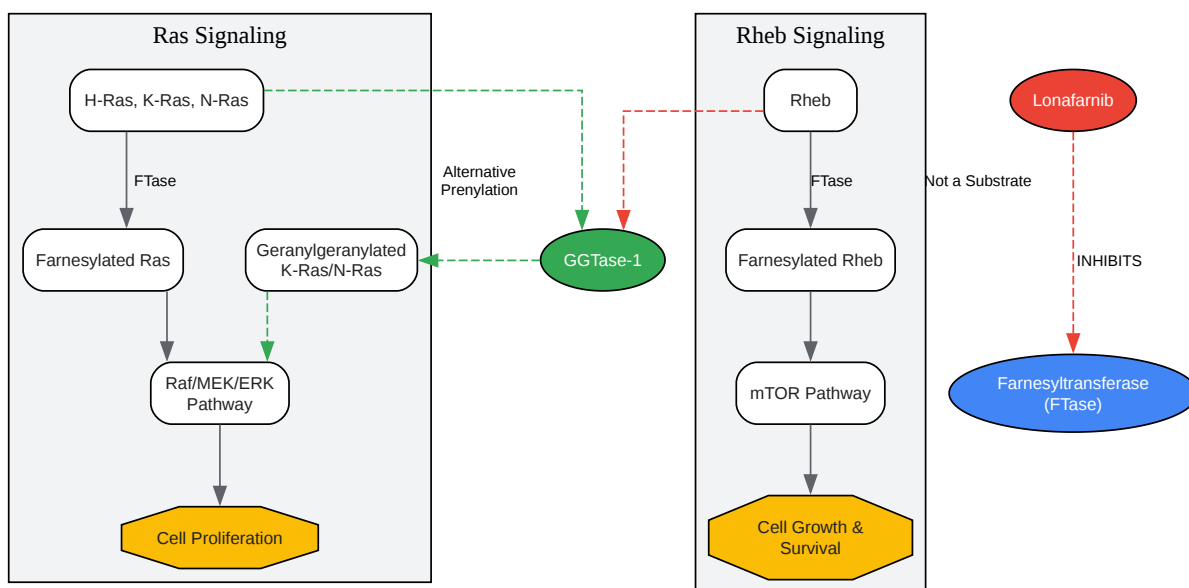 Ras Signaling
Rheb Signaling
H-Ras, K-Ras, N-Ras
Rheb
Lonafarnib
FTase
Alternative
Prenylation
FTase
Not a Substrate
Farnesylated Ras
Geranylgeranylated
K-Ras/N-Ras
GGTase-1
Farnesylated Rheb
INHIBITS
Raf/MEK/ERK
Pathway
mTOR Pathway
Farnesyltransferase
(FTase)
Cell Proliferation
Cell Growth &
Survival